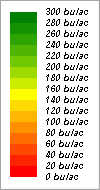 300 bu/ac
280 bu/ac
260 bu/ac
240 bu/ac
220 bu/ac
200 bu/ac
180 bu/ac
160 bu/ac
140 bu/ac
120 bu/ac
100 bu/ac
80 bu/ac
60 bu/ac
40 bu/ac
20 bu/ac
0 bu/ac